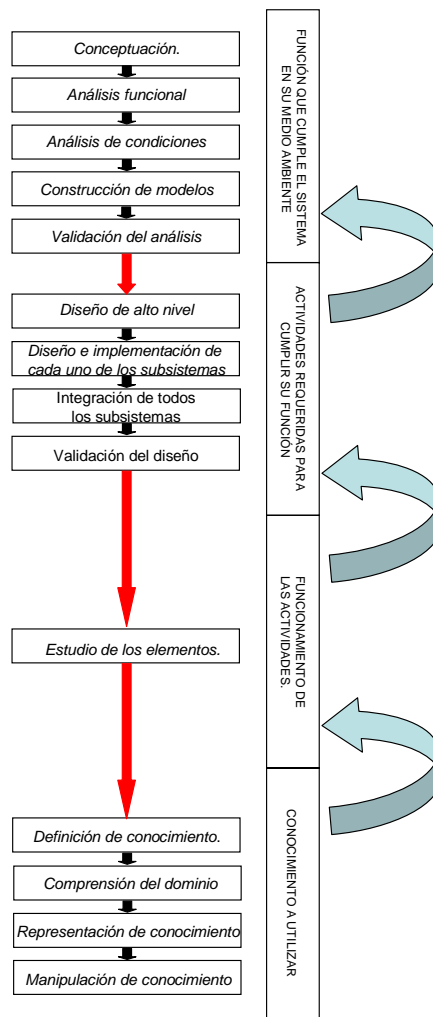 Conceptuación.
Análisis funcional
Análisis de condiciones
Construcción de modelos
Validación del análisis
Diseño de alto nivel
Diseño e implementación de
cada uno de los subsistemas
Integración de todos
los subsistemas
Validación del diseño
Estudio de los elementos.
Definición de conocimiento.
Comprensión del dominio
Representación de conocimiento
Manipulación de conocimiento
FUNCIÓN QUE CUMPLE EL SISTEMA
EN SU MEDIO AMBIENTE
ACTIVIDADES REQUERIDAS PARA
CUMPLIR SU FUNCIÓN
FUNCIONAMIENTO DE
LAS ACTIVIDADES.
CONOCIMIENTO A UTILIZAR